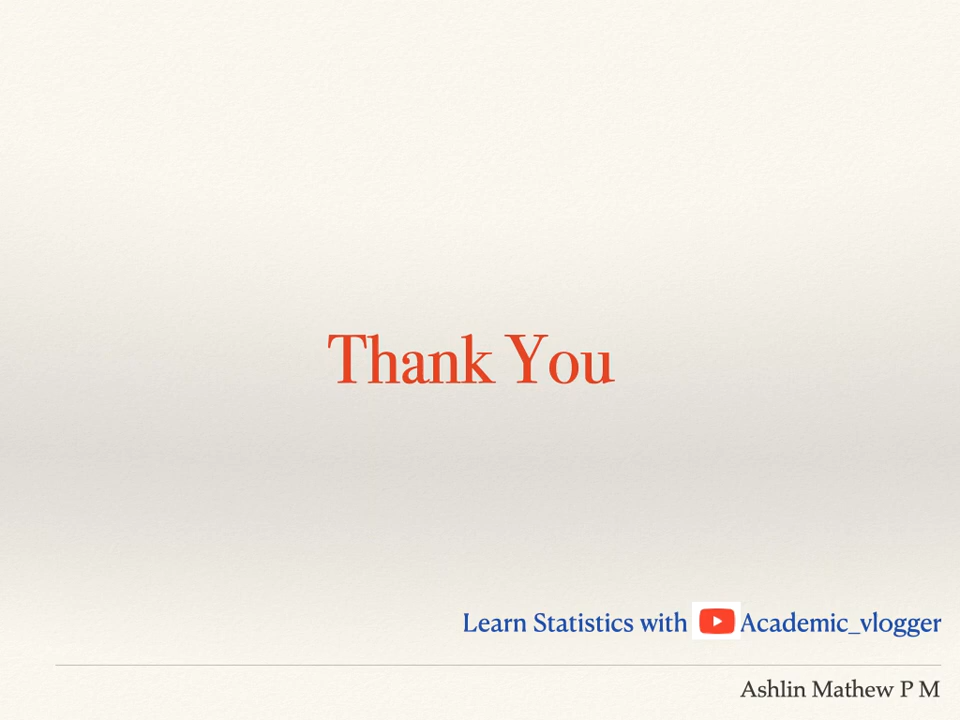 Thank You
Learn Statistics with Academic_vlogger
Ashlin Mathew P M